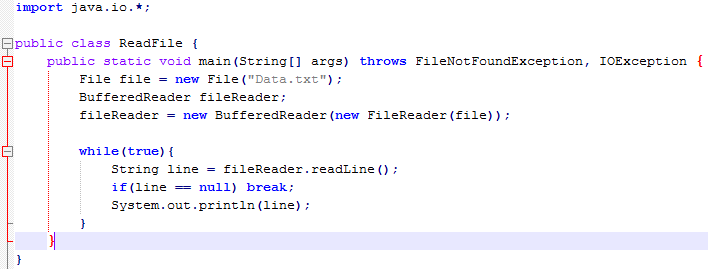 import java.io.*;
public class ReadFile {
public static void main(String[] args) throws FileNotFoundException, IOException {
File file = new File("Data.txt");
BufferedReader fileReader;
fileReader = new BufferedReader(new FileReader(file));
while(true){
String line = fileReader.readLine();
if(line == null) break;
System.out.println(line);
}
}
}